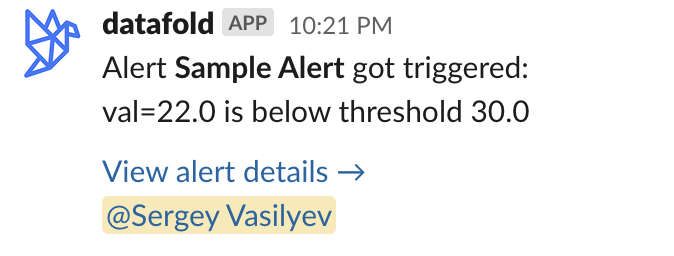 datafold APP 10:21 PM
Alert Sample Alert got triggered:
val=22.0 is below threshold 30.0
View alert details →
@Sergey Vasilyev